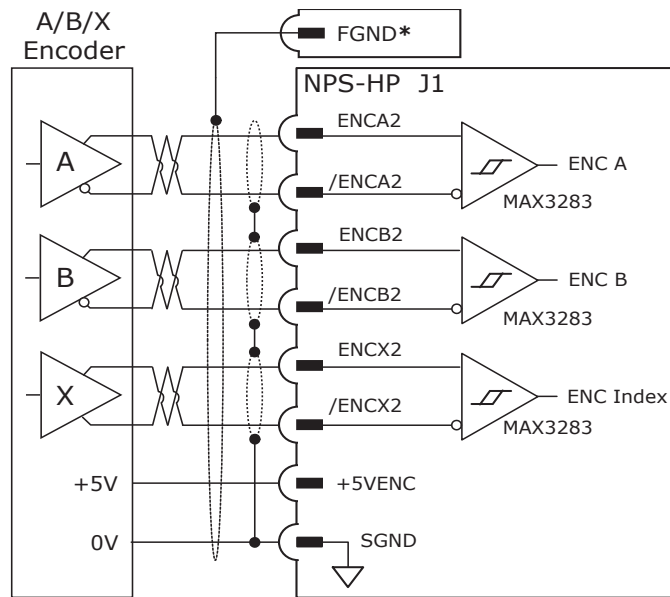 A/B/X
Encoder
FGND*
NPS-HP J1
A
ENCA2
/ENCA2
ENC A
MAX3283
B
ENCB2
/ENCB2
ENC B
MAX3283
X
ENCX2
/ENCX2
ENC Index
MAX3283
+5V
+5VENC
0V
SGND